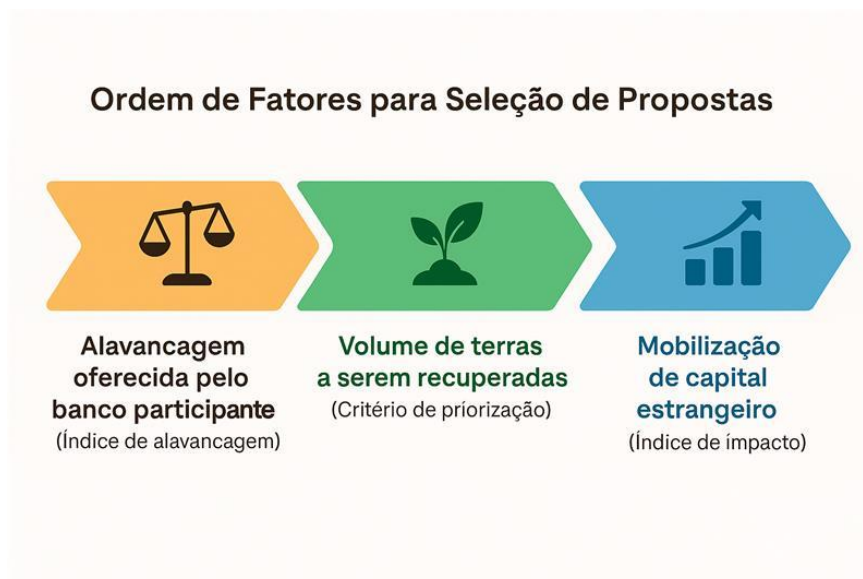 Ordem de Fatores para Seleção de Propostas
Alavancagem
oferecida pelo
banco participante
(Índice de alavancagem)
Volume de terras
a serem recuperadas
(Critério de priorização)
Mobilização
de capital
estrangeiro
(Índice de impacto)